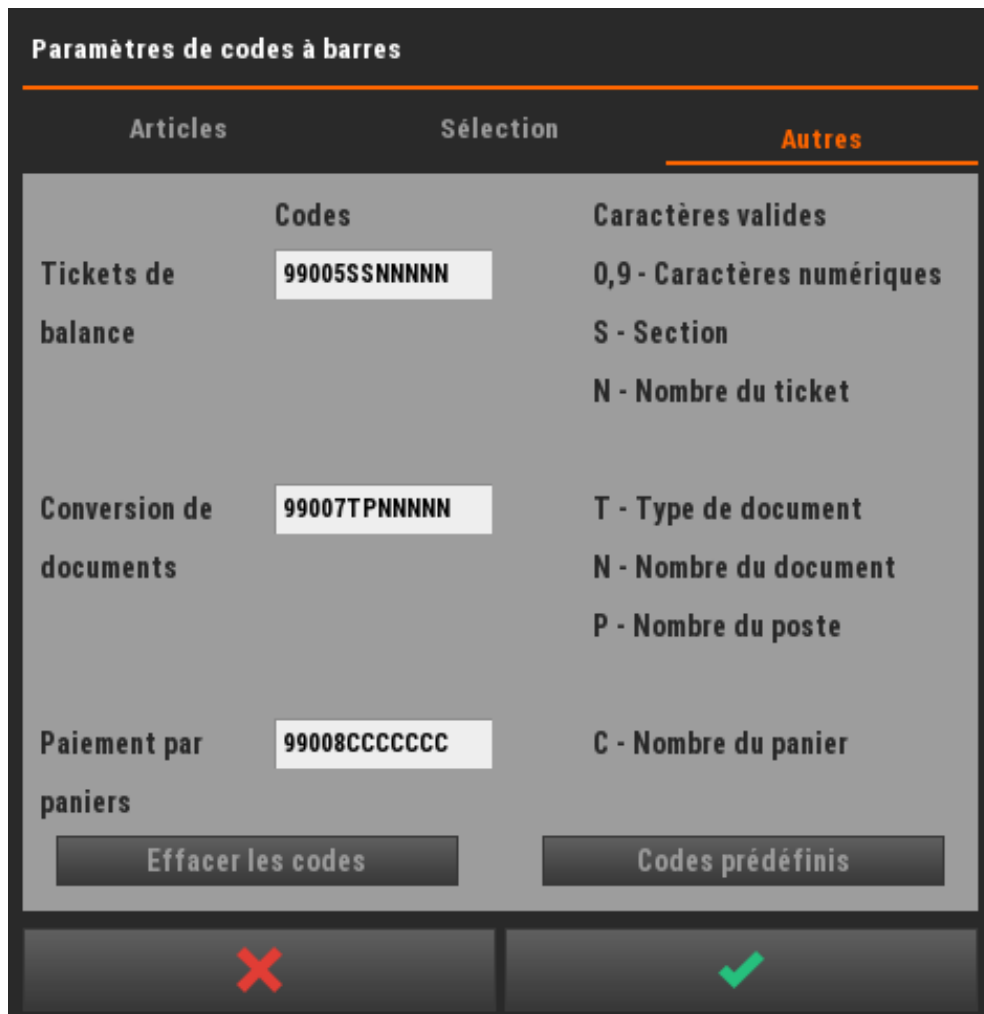 Paramètres de codes à barres
Articles Sélection Autres
Codes Caractères valides
Tickets de 99005SSNNNNN 0,9 - Caractères numériques
balance S - Section
N - Nombre du ticket
Conversion de 99007TPNNNNN T - Type de document
documents N - Nombre du document
P - Nombre du poste
Paiement par 99008CCCCCCC C - Nombre du panier
paniers
Effacer les codes Codes prédéfinis